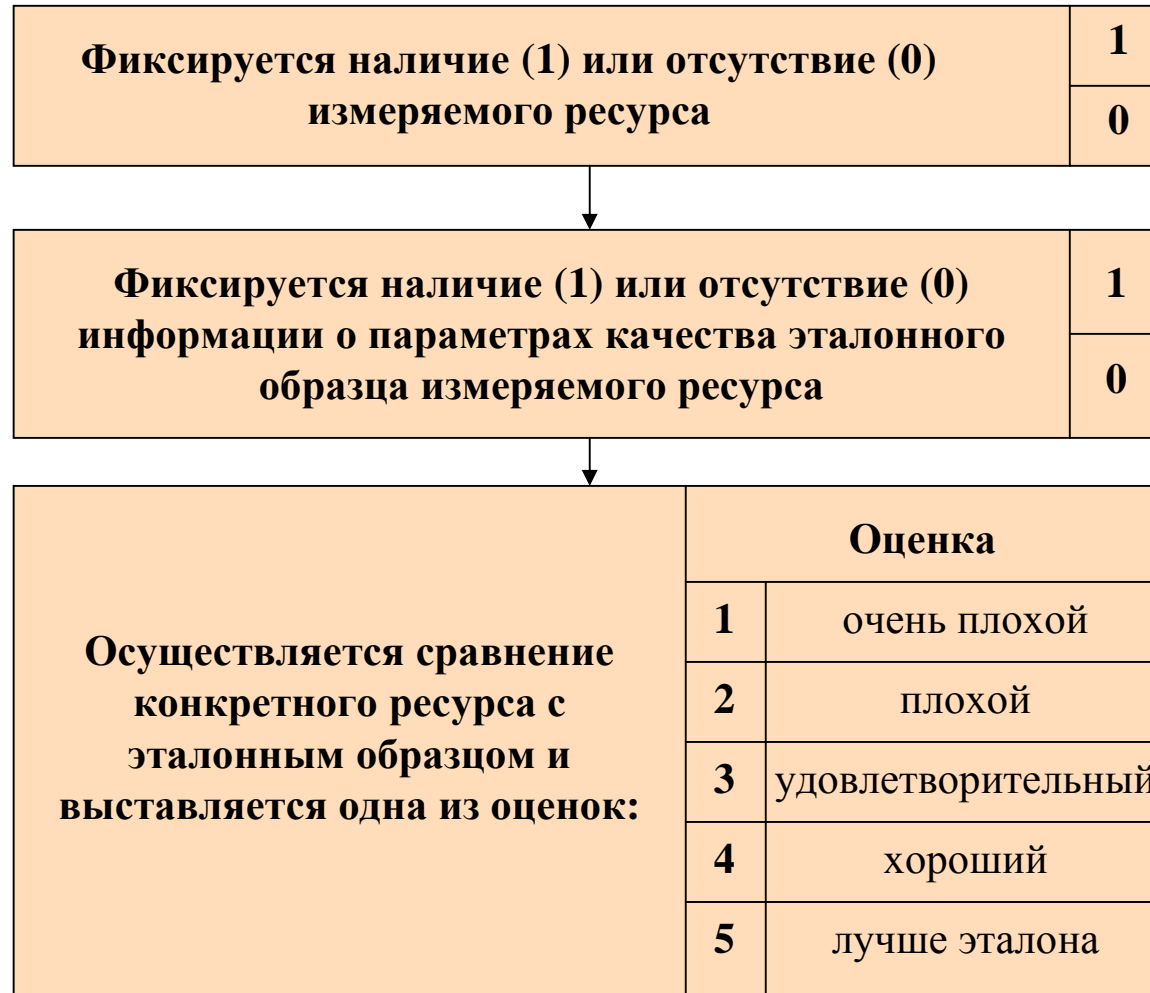 Фиксируется наличие (1) или отсутствие (0)
измеряемого ресурса
1
0
Фиксируется наличие (1) или отсутствие (0)
информации о параметрах качества эталонного
образца измеряемого ресурса
1
0
Осуществляется сравнение
конкретного ресурса с
эталонным образцом и
выставляется одна из оценок:
Оценка
1 очень плохой
2 плохой
3 удовлетворительный
4 хороший
5 лучше эталона